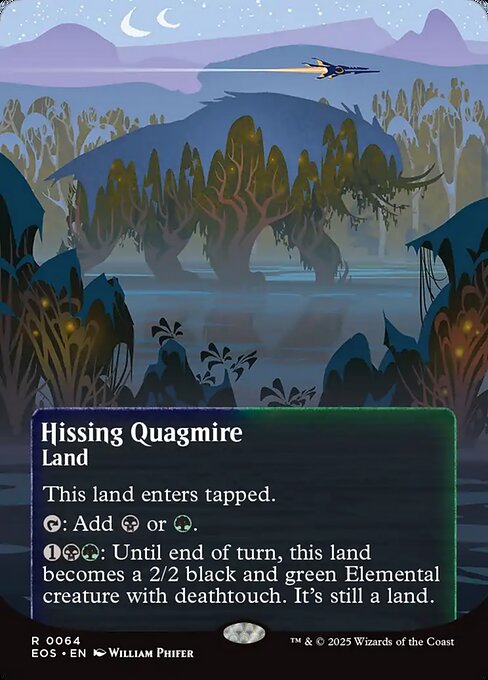 Hissing Quagmire
Land
This land enters tapped.
: Add or .
: Until end of turn, this land
becomes a 2/2 black and green Elemental
creature with deathtouch. It's still a land.
R 0064
EOS • EN WILLIAM PHIFER
™ & © 2025 Wizards of the Coast